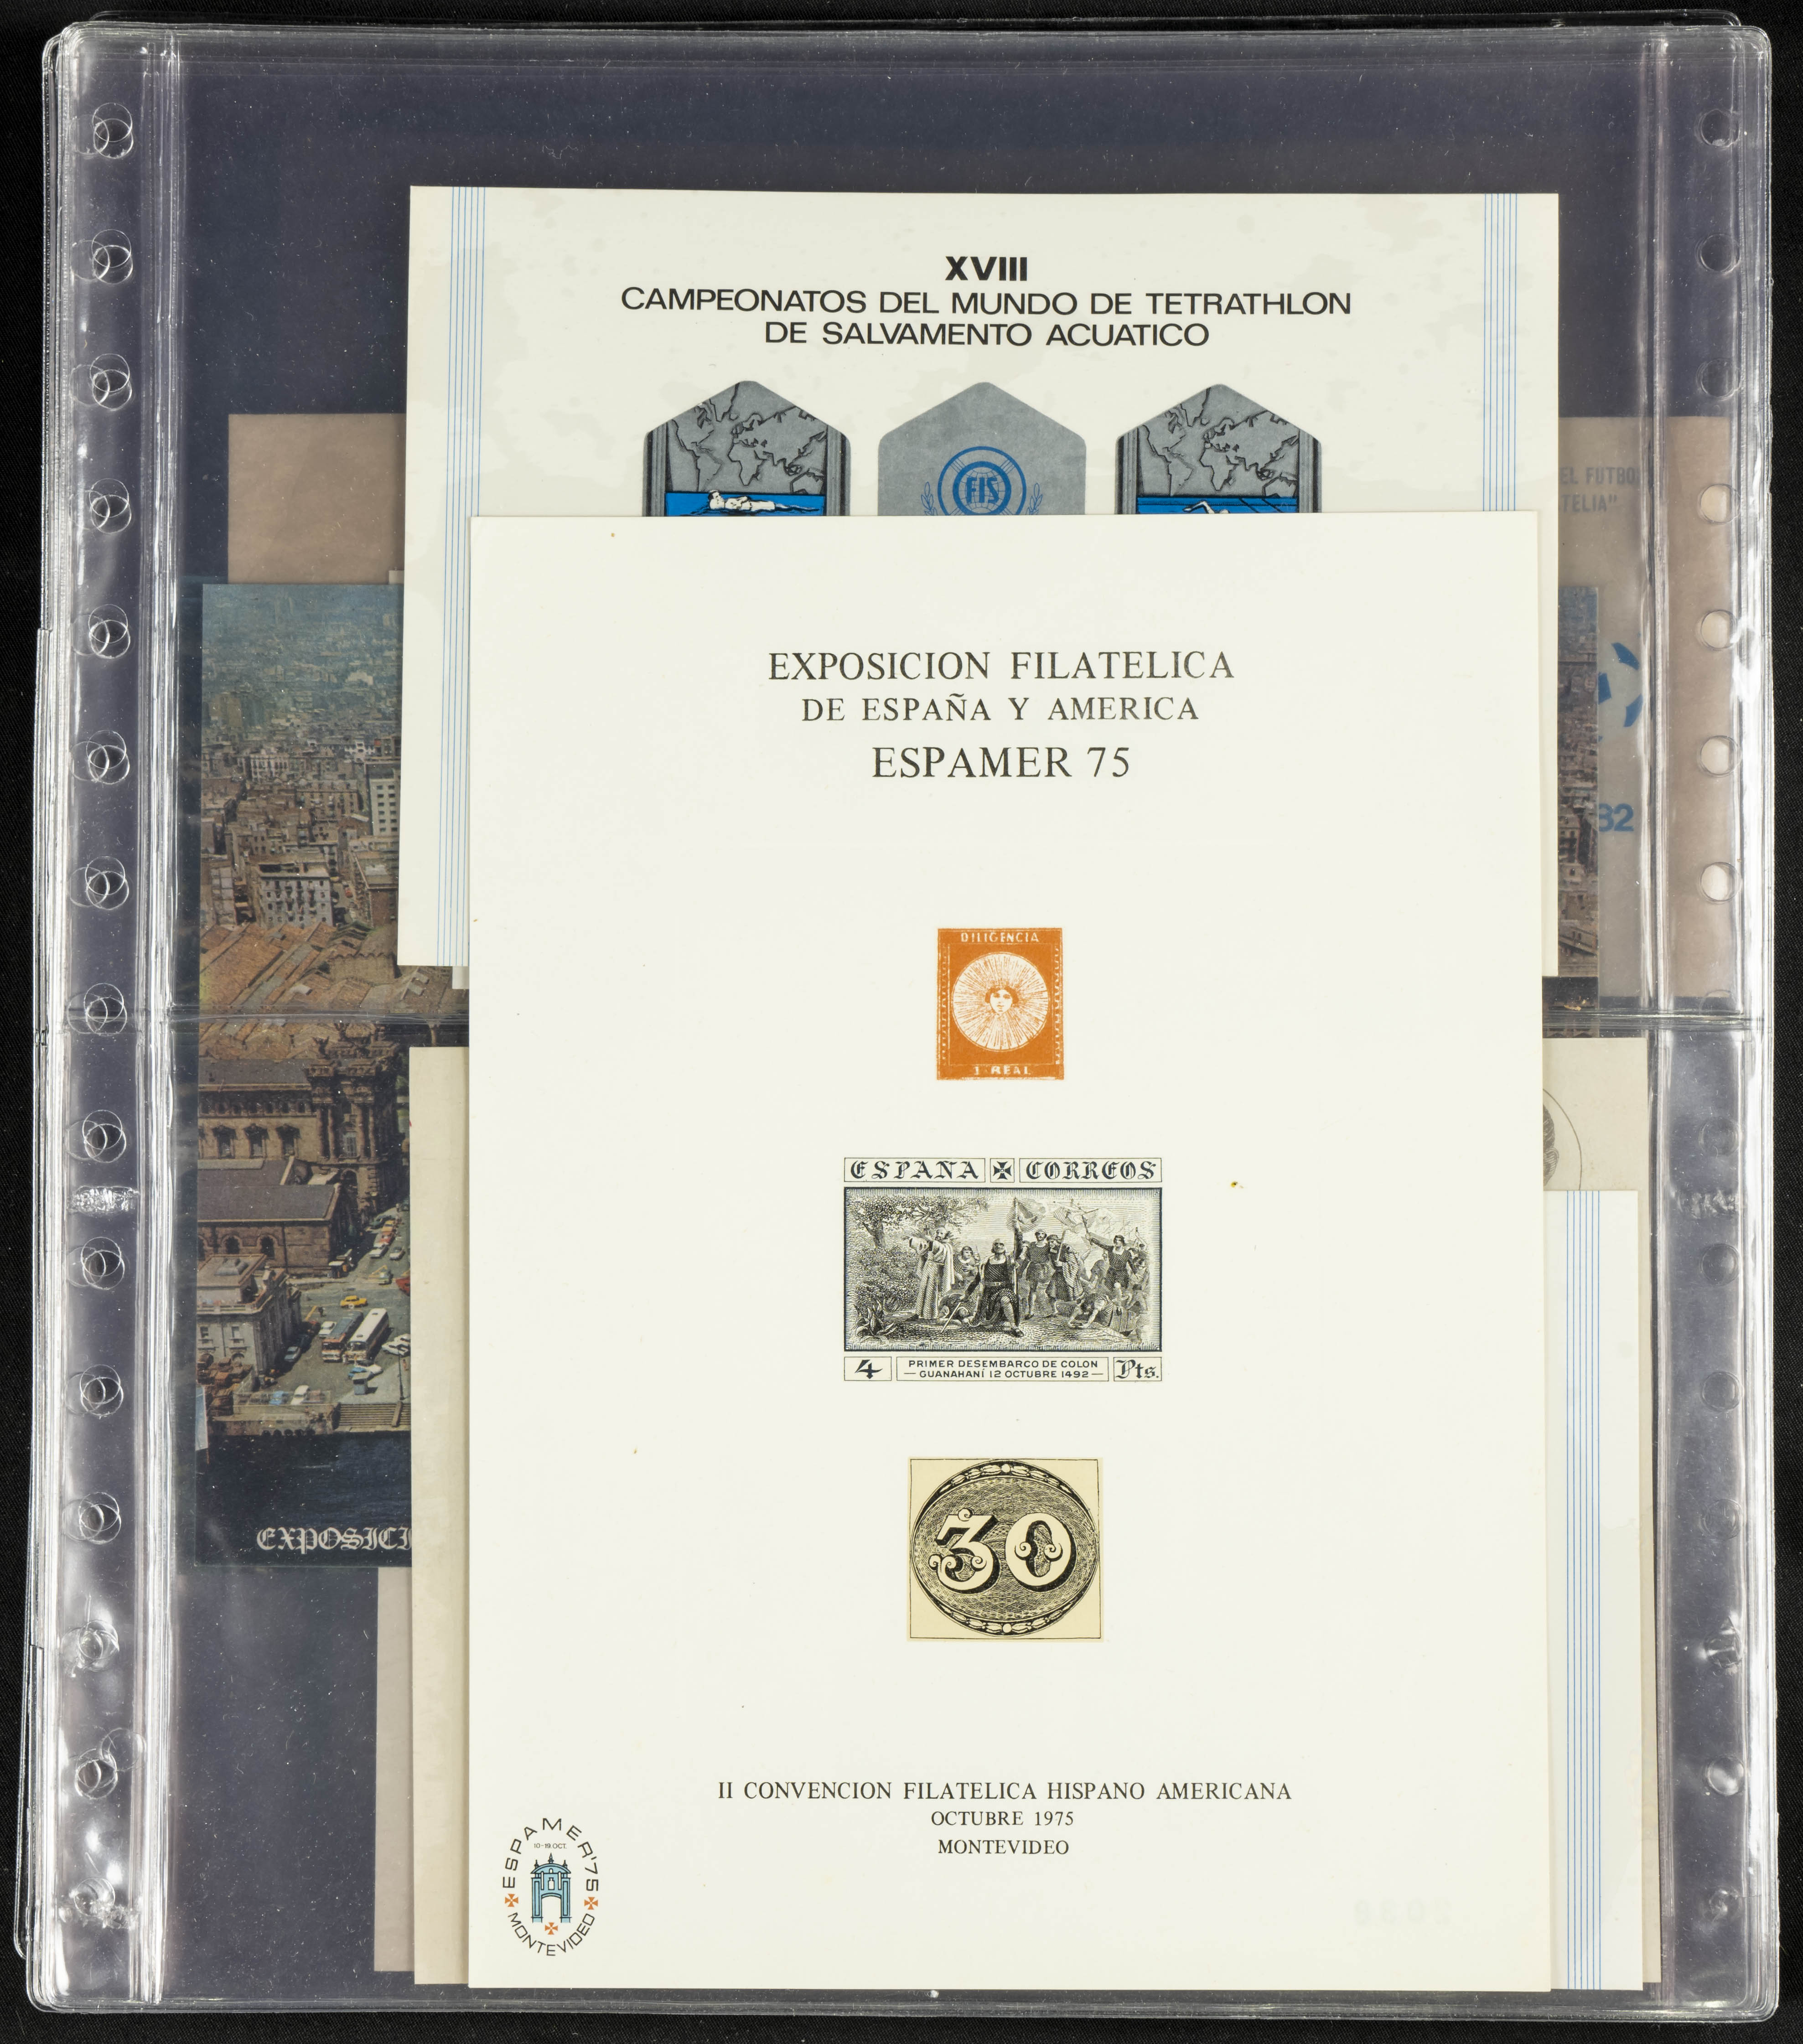 XVIII
CAMPEONATOS DEL MUNDO DE TETRATHLON
DE SALVAMENTO ACUATICO
FIS
EL FUTBO
TELIA"
82
EXPOSICION FILATELICA
DE ESPAÑA Y AMERICA
ESPAMER 75
DILIGENCIA
1 REAL
ESPAÑA CORREOS
4 PRIMER DESEMBARCO DE COLON Pts.
— GUANAHANÍ 12 OCTUBRE 1492 —
30
EXPOSICI
II CONVENCION FILATELICA HISPANO AMERICANA
OCTUBRE 1975
MONTEVIDEO
ESPAMER'75
10-19.OCT.
MONTEVIDEO